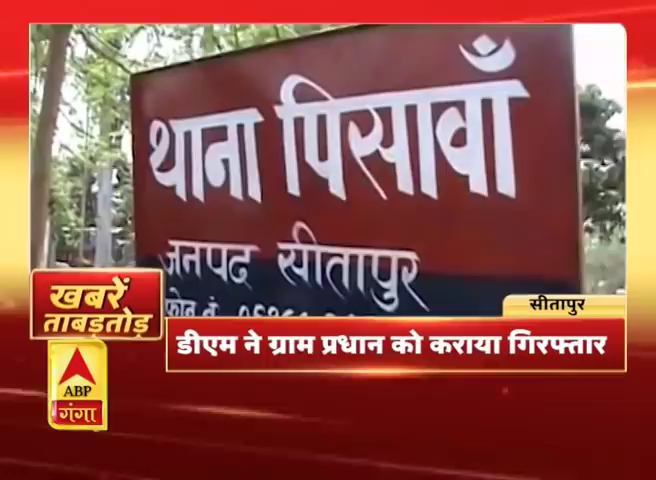 थाना पिसावाँ
जनपद सीतापुर
फोन नं.
खबरें
ताबड़तोड़
सीतापुर
डीएम ने ग्राम प्रधान को कराया गिरफ्तार
ABP
गंगा